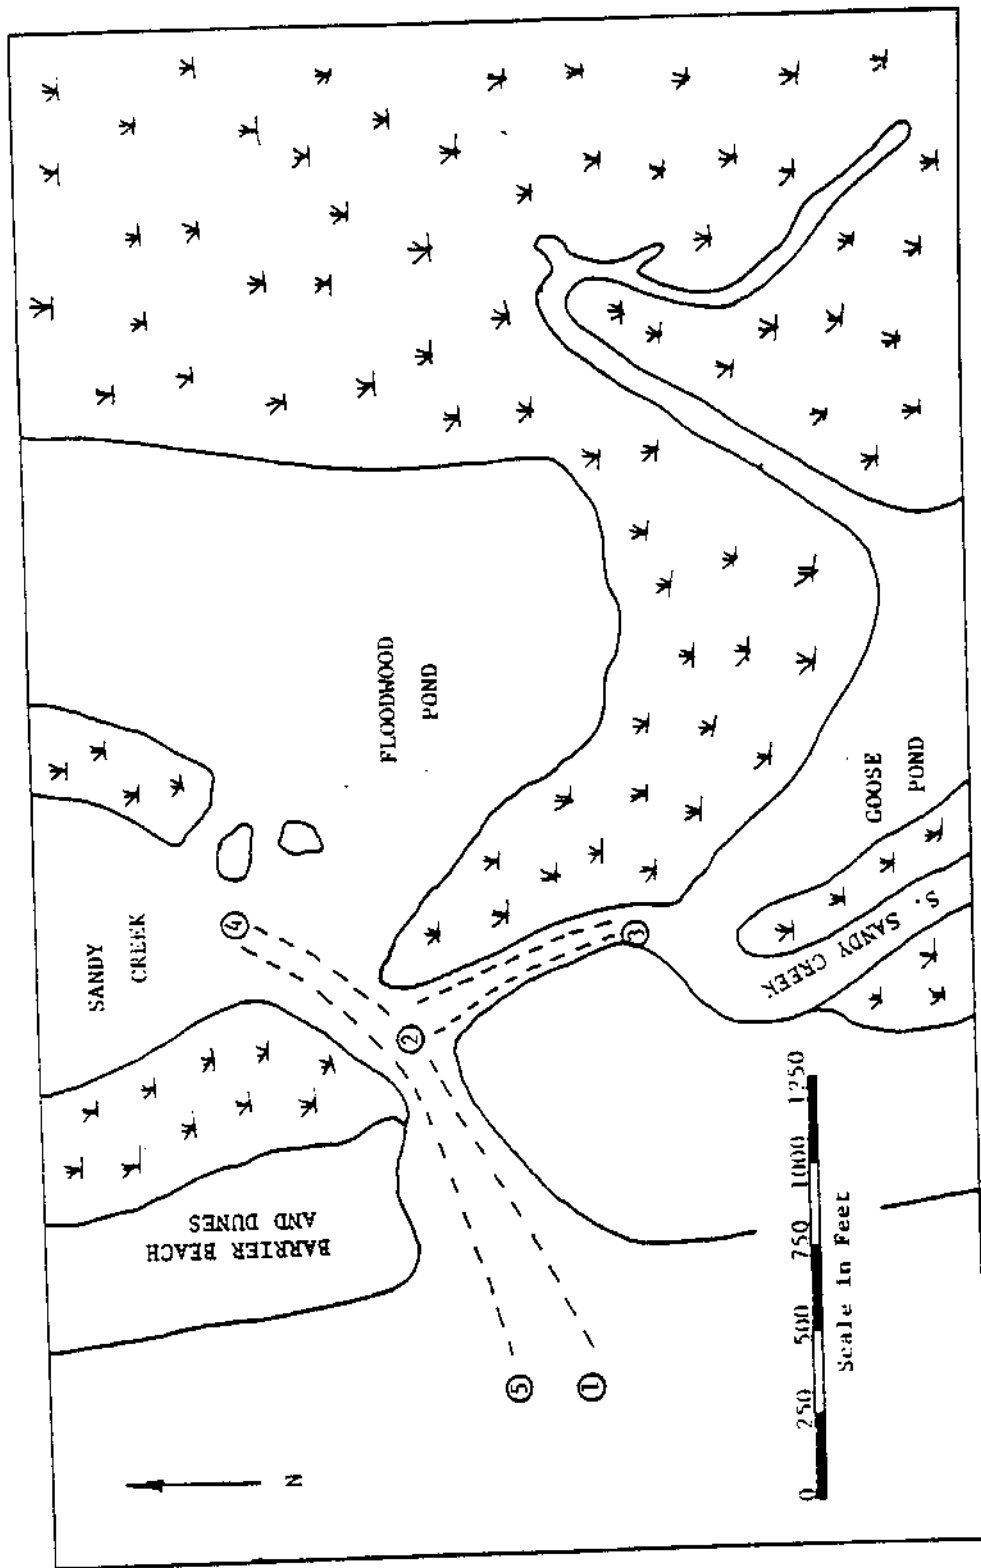 SANDY
CREEK
FLOODWOOD
POND
BARRIER BEACH
AND DUNES
GOOSE
POND
S. SANDY CREEK
④
②
③
⑤
①
N
0 250 500 750 1000 1250
Scale in Feet